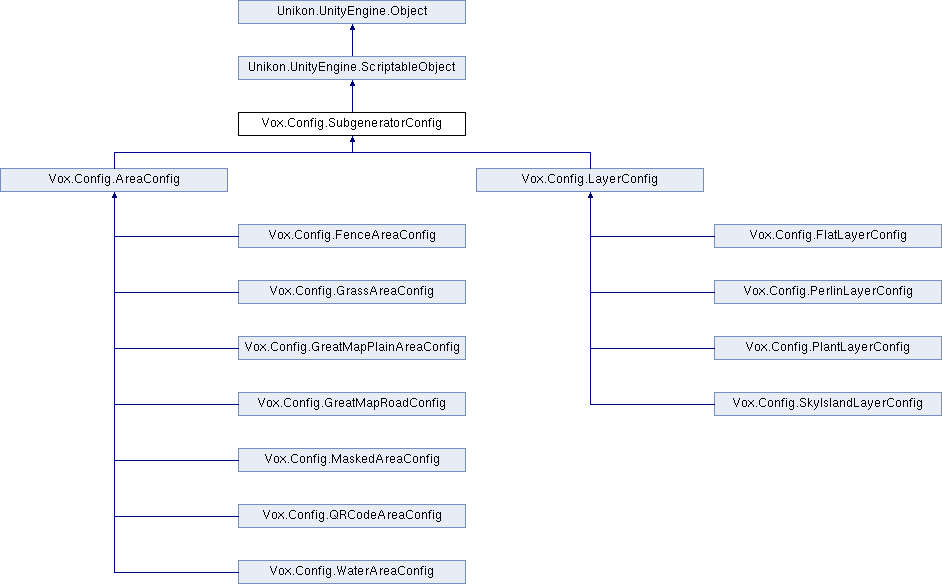 Unikon.UnityEngine.Object
Unikon.UnityEngine.ScriptableObject
Vox.Config.SubgeneratorConfig
Vox.Config.AreaConfig
Vox.Config.LayerConfig
Vox.Config.FenceAreaConfig
Vox.Config.FlatLayerConfig
Vox.Config.GrassAreaConfig
Vox.Config.PerlinLayerConfig
Vox.Config.GreatMapPlainAreaConfig
Vox.Config.PlantLayerConfig
Vox.Config.GreatMapRoadConfig
Vox.Config.SkyIslandLayerConfig
Vox.Config.MaskedAreaConfig
Vox.Config.QRCodeAreaConfig
Vox.Config.WaterAreaConfig